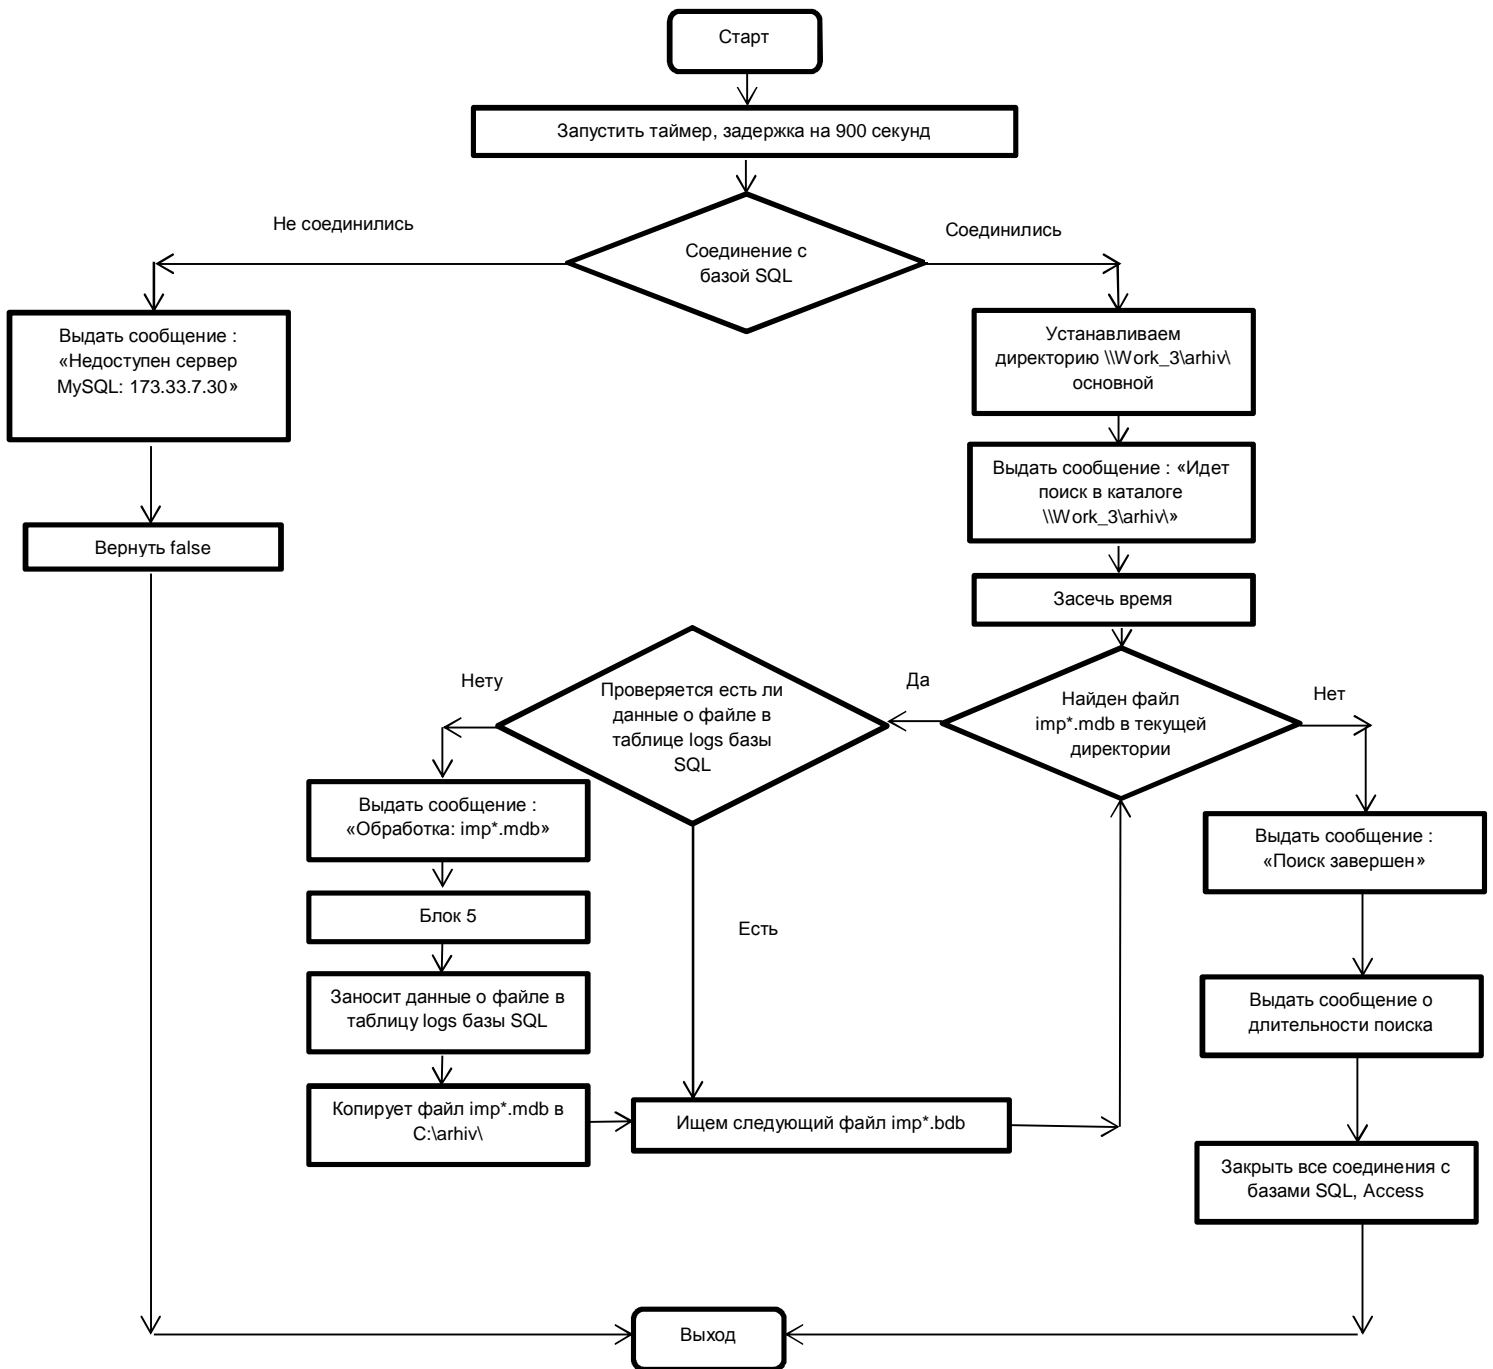 Старт
Запустить таймер, задержка на 900 секунд
Не соединились
Соединились
Соединение с
базой SQL
Выдать сообщение :
«Недоступен сервер
MySQL: 173.33.7.30»
Вернуть false
Устанавливаем
директорию \\Work_3\arhiv\
основной
Выдать сообщение : «Идет
поиск в каталоге
\\Work_3\arhiv\»
Засечь время
Найден файл
imp*.mdb в текущей
директории
Да
Нет
Проверяется есть ли
данные о файле в
таблице logs базы
SQL
Нету
Есть
Выдать сообщение :
«Обработка: imp*.mdb»
Блок 5
Заносит данные о файле в
таблицу logs базы SQL
Копирует файл imp*.mdb в
C:\arhiv\
Ищем следующий файл imp*.bdb
Выдать сообщение :
«Поиск завершен»
Выдать сообщение о
длительности поиска
Закрыть все соединения с
базами SQL, Access
Выход